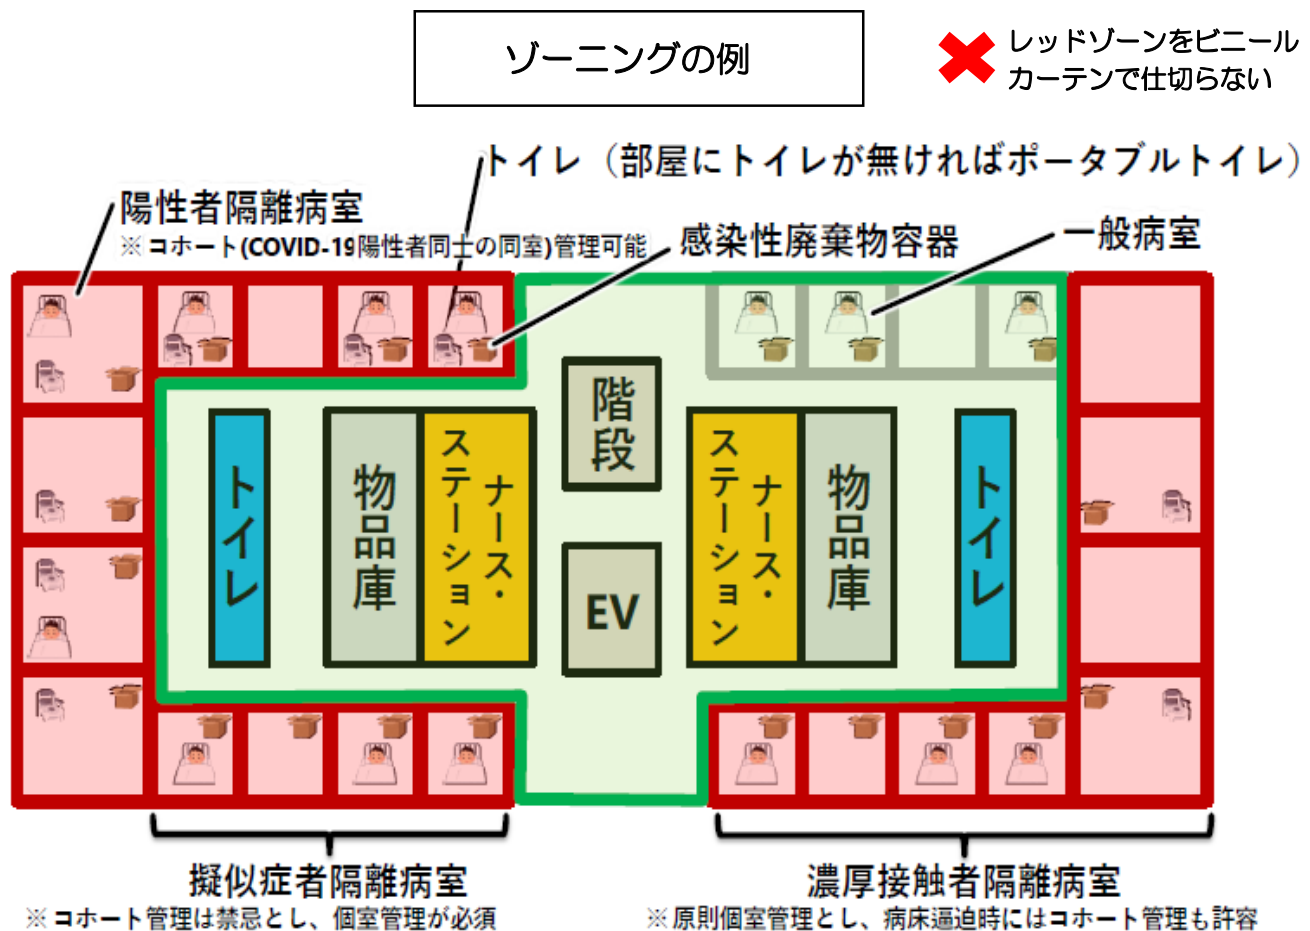 ゾーニングの例
レッドゾーンをビニール
カーテンで仕切らない
トイレ（部屋にトイレが無ければポータブルトイレ）
陽性者隔離病室
※コホート(COVID-19陽性者同士の同室)管理可能
感染性廃棄物容器
一般病室
階段
トイレ
物品庫
ナース・
ステーション
EV
ナース・
ステーション
物品庫
トイレ
擬似症者隔離病室
※コホート管理は禁忌とし、個室管理が必須
濃厚接触者隔離病室
※原則個室管理とし、病床逼迫時にはコホート管理も許容